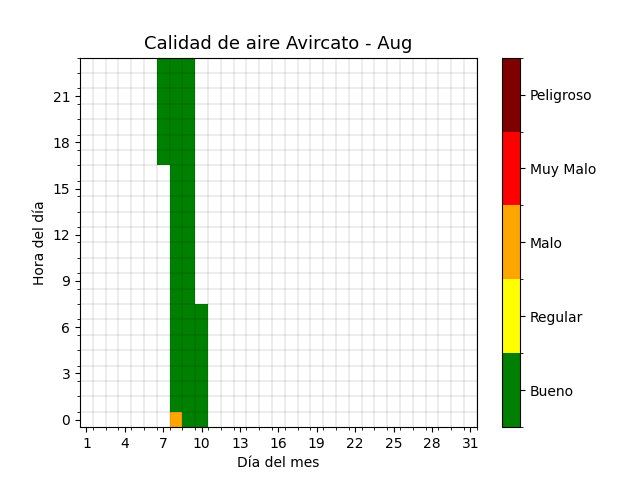 Calidad de aire Avircato - Aug
Hora del día
21
18
15
12
9
6
3
0
1 4 7 10 13 16 19 22 25 28 31
Día del mes
Peligroso
Muy Malo
Malo
Regular
Bueno